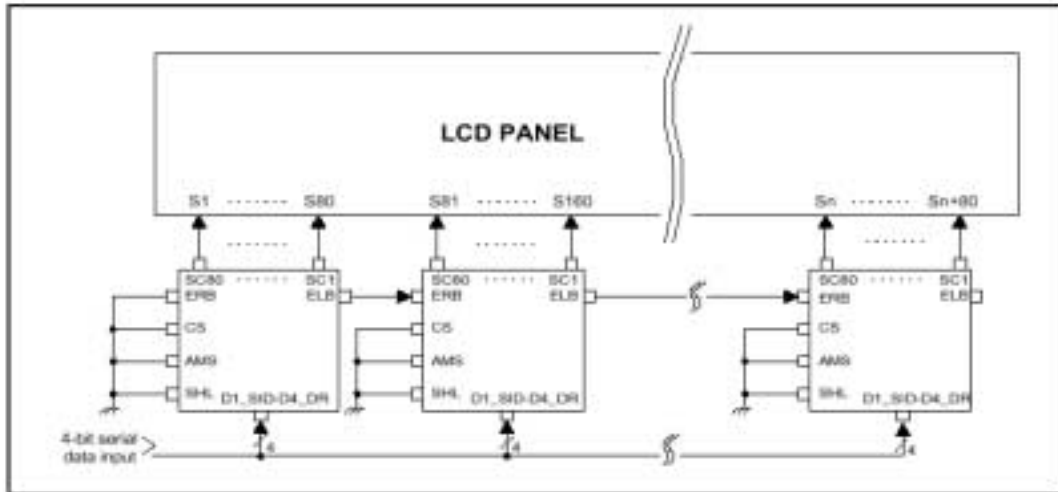 LCD PANEL
S1 ········ S80 S81 ········ S160 Sn ········ Sn+80
SC80 ······ SC1 SC80 ······ SC1 SC80 ······ SC1
ERB ELB ERB ELB ERB ELB
CS CS CS
AMS AMS AMS
SHL SHL SHL
D1_SID-D4_DR D1_SID-D4_DR D1_SID-D4_DR
4-bit serial
data input
4 4 4